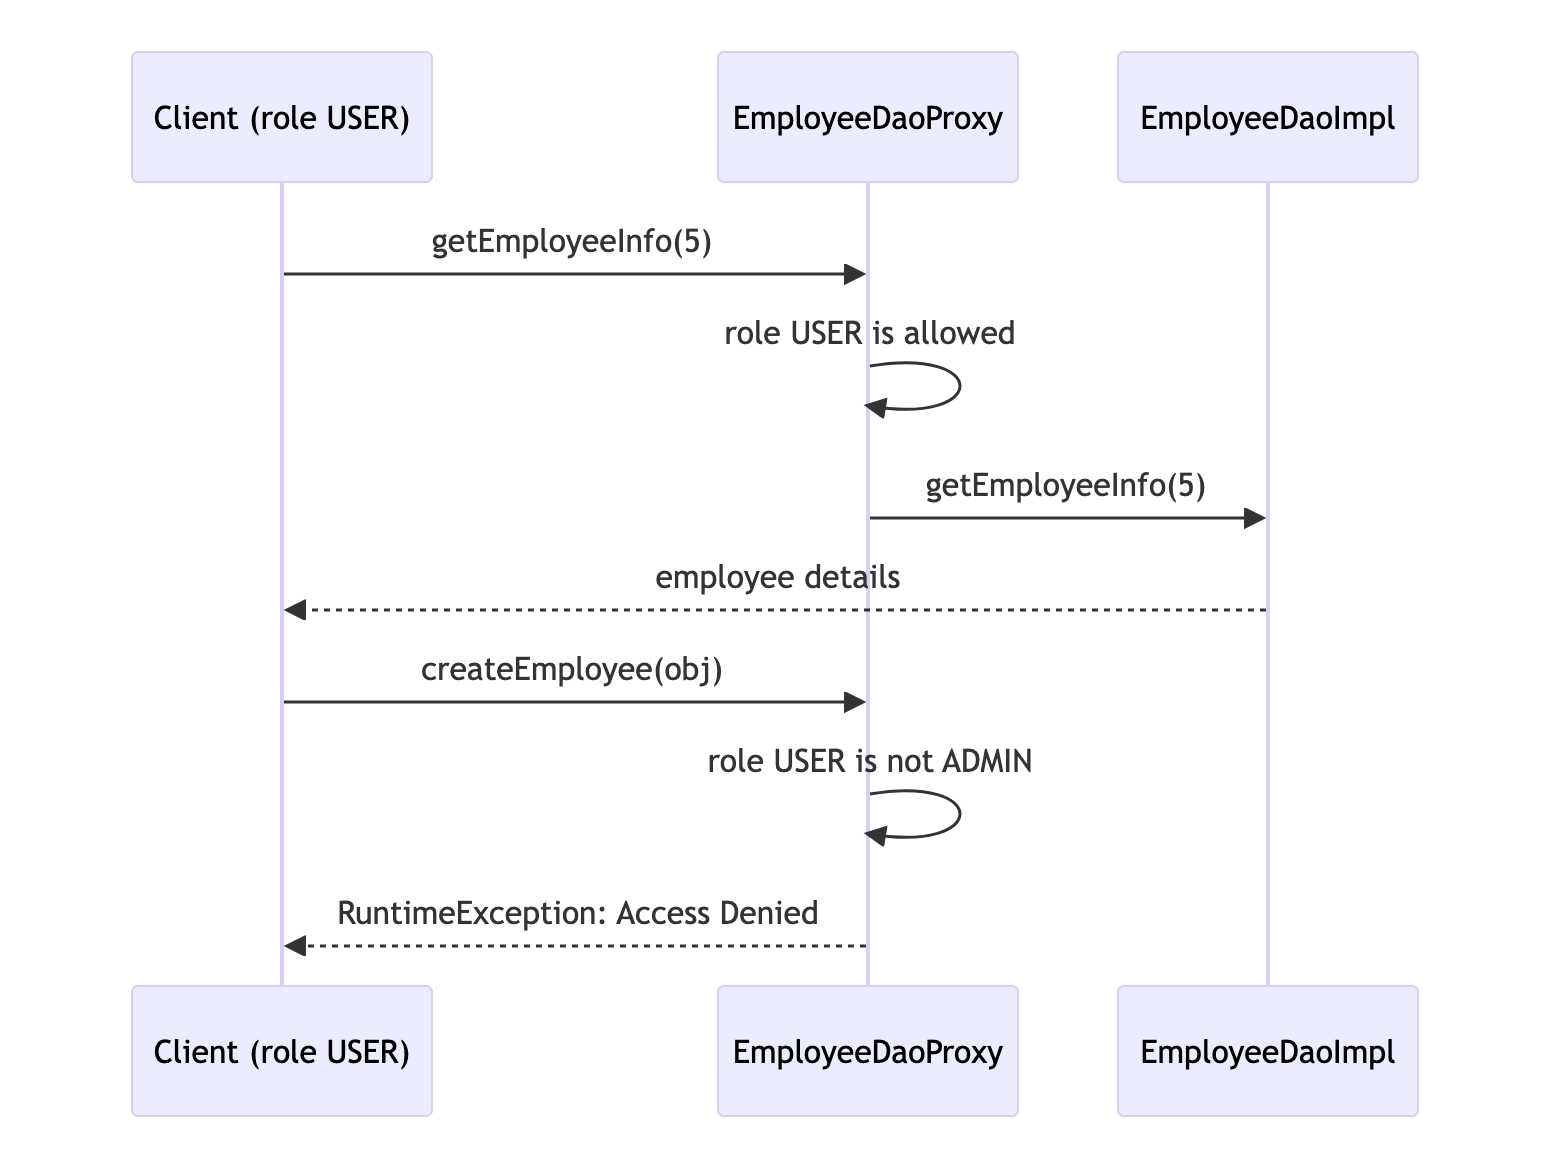 Client (role USER)
EmployeeDaoProxy
EmployeeDaoImpl
getEmployeeInfo(5)
role USER is allowed
getEmployeeInfo(5)
employee details
createEmployee(obj)
role USER is not ADMIN
RuntimeException: Access Denied
Client (role USER)
EmployeeDaoProxy
EmployeeDaoImpl